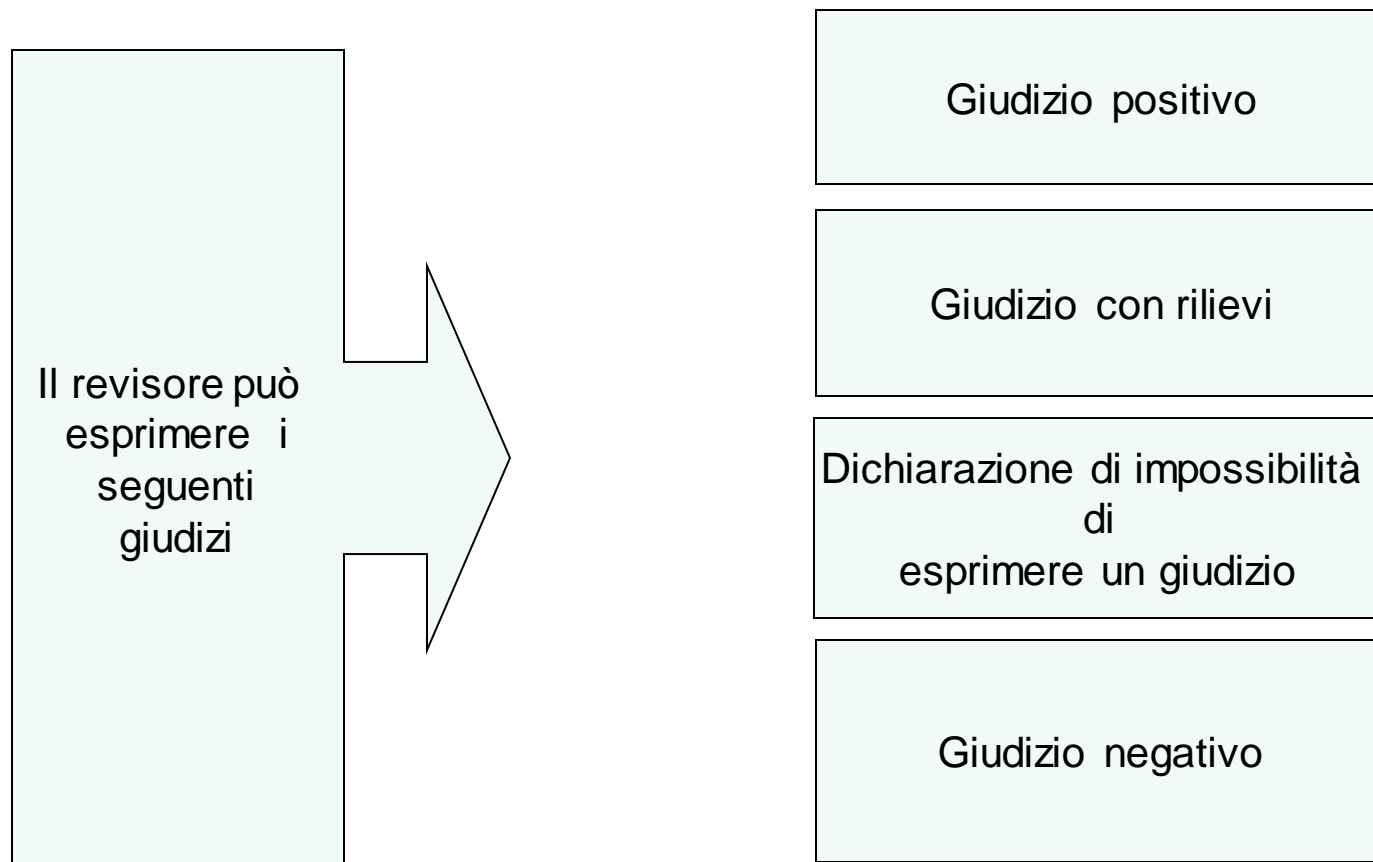 Il revisore può
esprimere i
seguenti
giudizi
Giudizio positivo
Giudizio con rilievi
Dichiarazione di impossibilità
di
esprimere un giudizio
Giudizio negativo